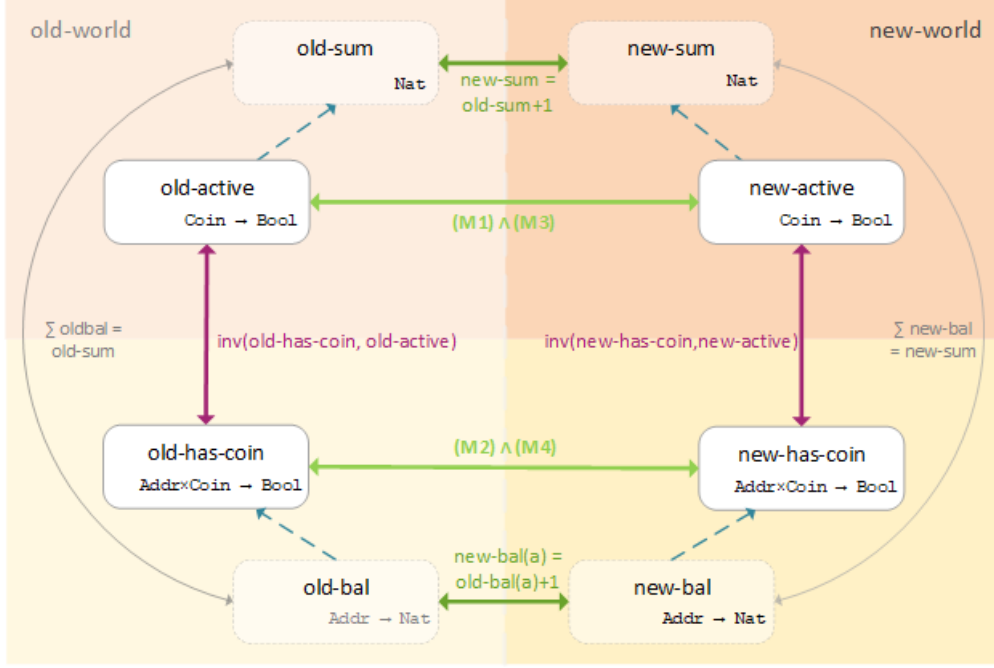 old-world
new-world
old-sum
Nat
new-sum =
old-sum+1
new-sum
Nat
old-active
Coin → Bool
(M1) ∧ (M3)
new-active
Coin → Bool
∑ oldbal =
old-sum
inv(old-has-coin, old-active)
inv(new-has-coin,new-active)
∑ new-bal
= new-sum
old-has-coin
Addr×Coin → Bool
(M2) ∧ (M4)
new-has-coin
Addr×Coin → Bool
old-bal
Addr → Nat
new-bal(a) =
old-bal(a)+1
new-bal
Addr → Nat